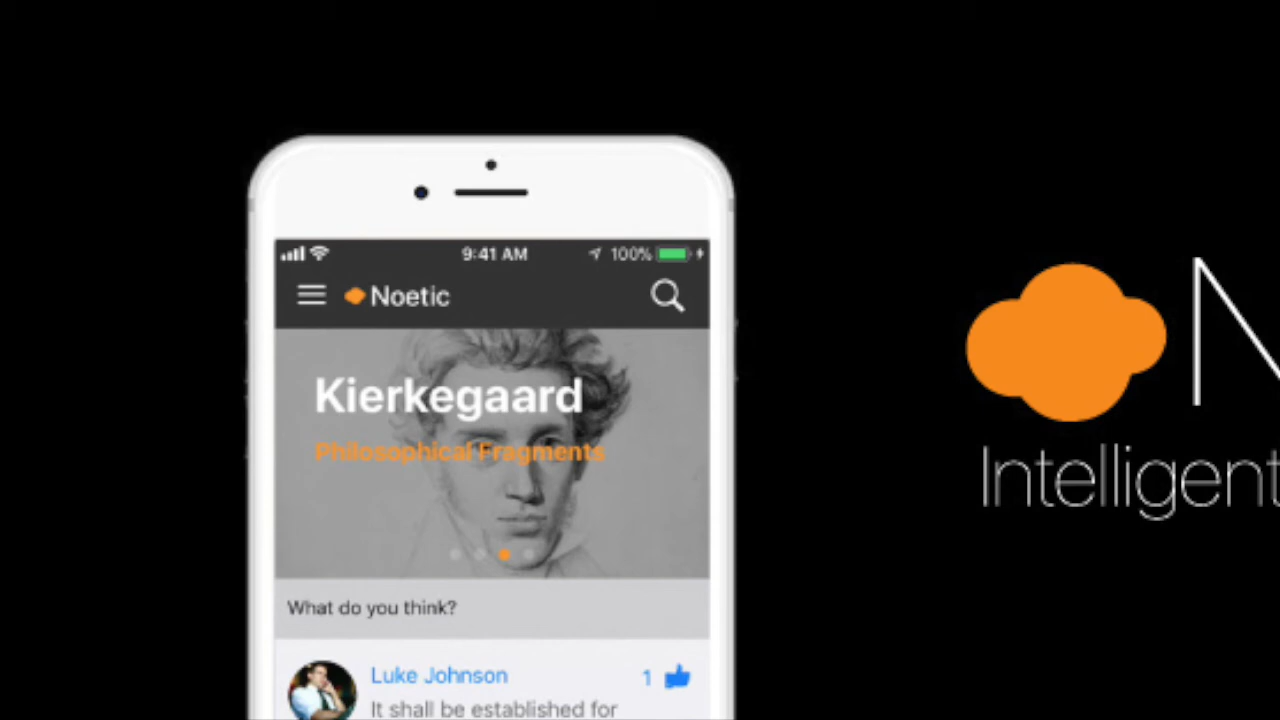 9:41 AM 100%
Noetic
Kierkegaard
Philosophical Fragments
What do you think?
Luke Johnson 1
It shall be established for
N
Intelligent